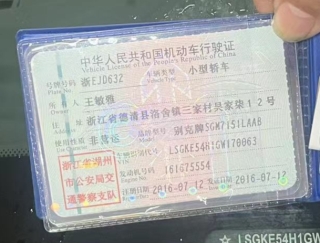 中华人民共和国机动车行驶证
Vehicle License of the People's Republic of China
号牌号码 浙EJD632 车辆类型 小型轿车
所有人 王敏雅
住址 浙江省德清县洛舍镇三家村吴家柒12号
使用性质 非营运 品牌型号 别克牌SGM7151LAAB
车辆识别代号 LSGKE54H1GW170063
浙江省湖州
市公安局交
通警察支队
发动机号码 161G75554
注册日期 2016-07-12 发证日期 2016-07-12
LSGKE54H1GW